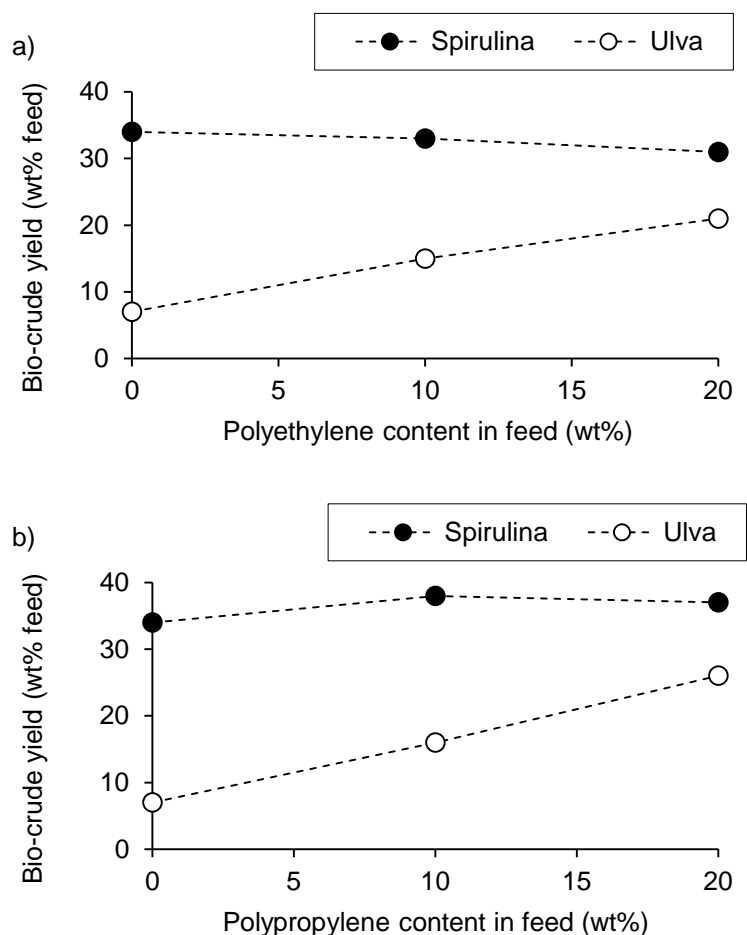 a)
Spirulina Ulva
Bio-crude yield (wt% feed)
40
30
20
10
0
0 5 10 15 20
Polyethylene content in feed (wt%)
b)
Spirulina Ulva
Bio-crude yield (wt% feed)
40
30
20
10
0
0 5 10 15 20
Polypropylene content in feed (wt%)